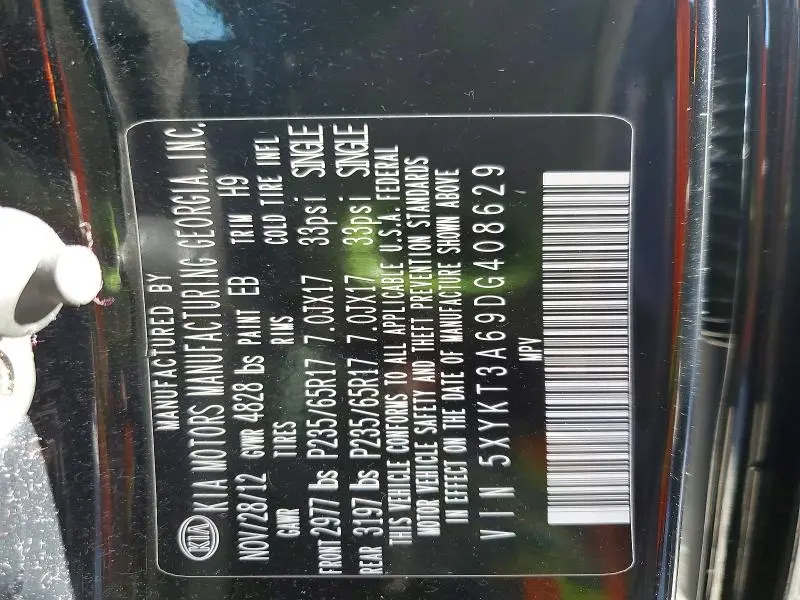 MANUFACTURED BY
KIA KIA MOTORS MANUFACTURING GEORGIA, INC.
NOV/28/12 GWR 4828 lbs PAINT EB TRIM H9
GAWR TIRES RIMS COLD TIRE INFL
FRONT 2977 lbs P235/65R17 7.0JX17 33psi SINGLE
REAR 3197 lbs P235/65R17 7.0JX17 33psi SINGLE
THIS VEHICLE CONFORMS TO ALL APPLICABLE U.S.A. FEDERAL
MOTOR VEHICLE SAFETY AND THEFT PREVENTION STANDARDS
IN EFFECT ON THE DATE OF MANUFACTURE SHOWN ABOVE
VIN 5XYKT3A69DG408629
MPV